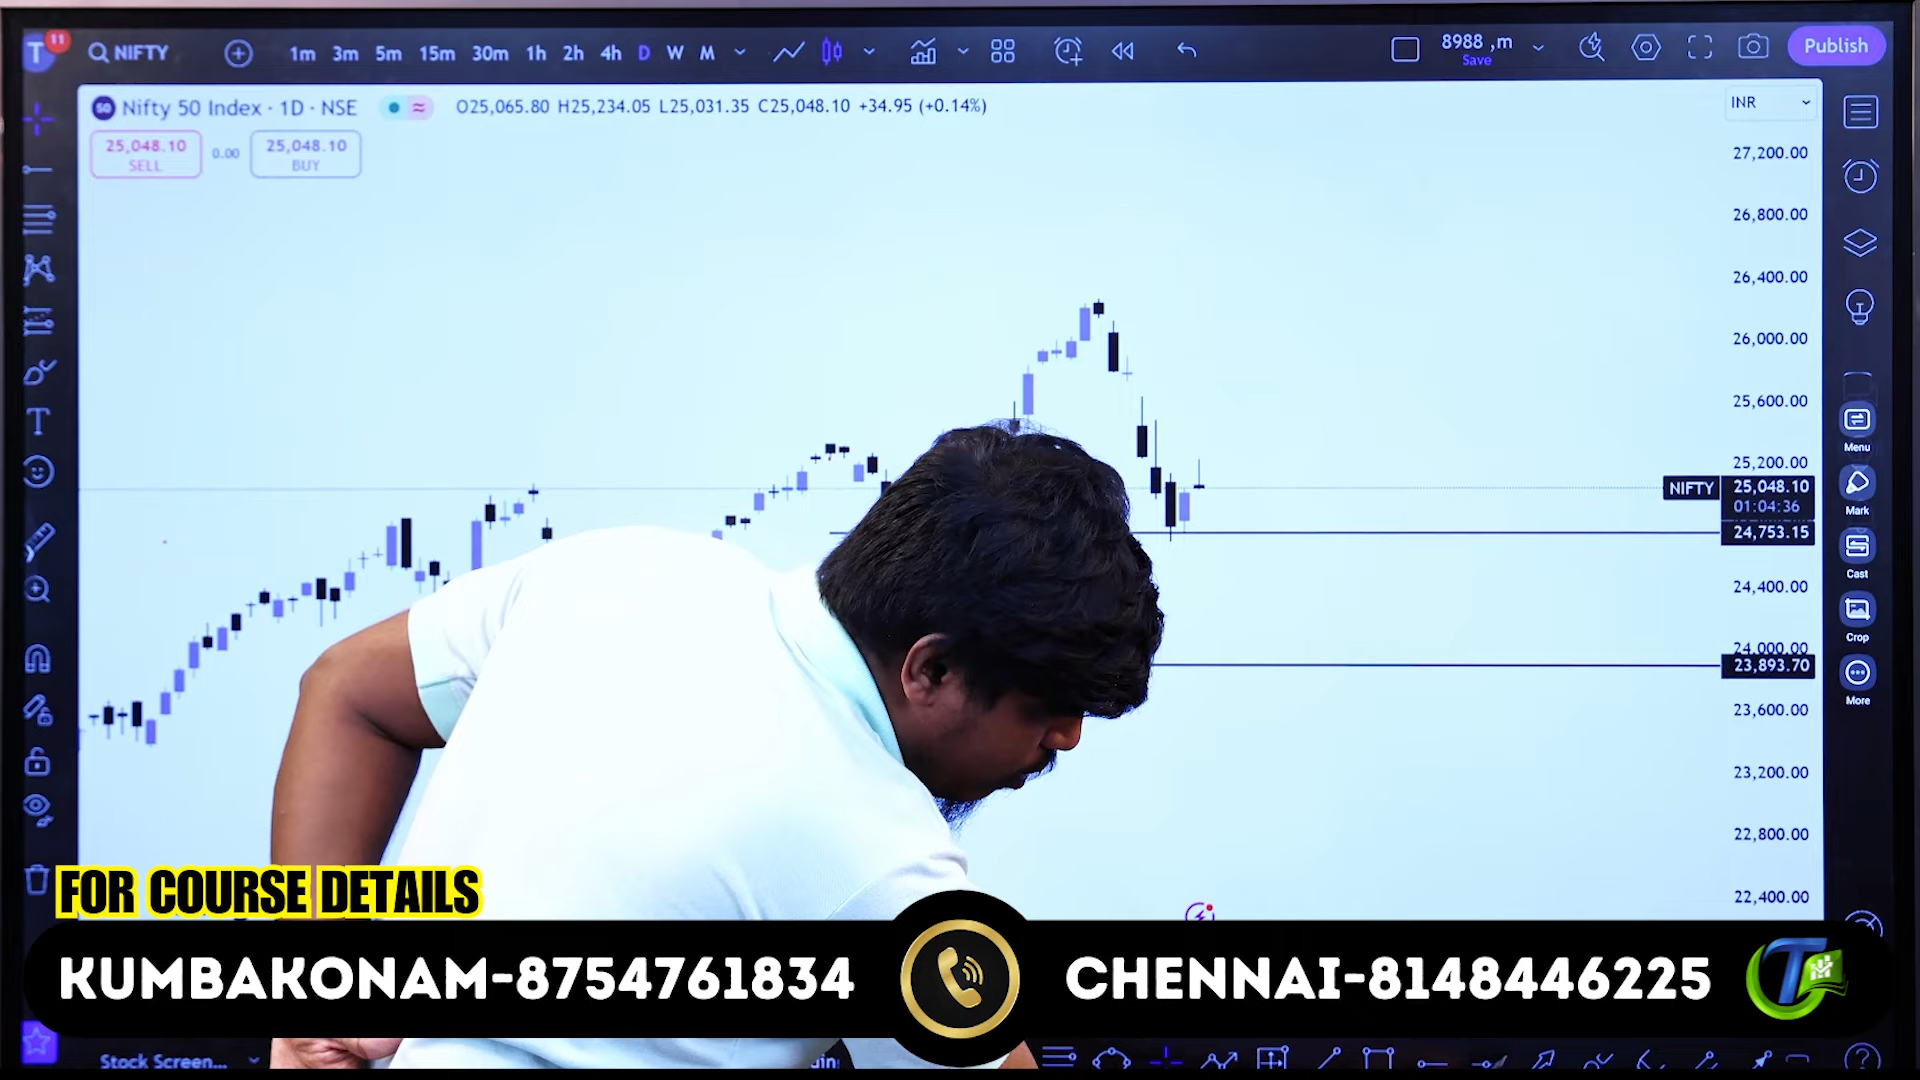 T 11 NIFTY 1m 3m 5m 15m 30m 1h 2h 4h D W M 8988 ,m Save Publish
50 Nifty 50 Index · 1D · NSE O25,065.80 H25,234.05 L25,031.35 C25,048.10 +34.95 (+0.14%) INR
25,048.10 SELL 0.00 25,048.10 BUY
27,200.00
26,800.00
26,400.00
26,000.00
25,600.00
25,200.00
NIFTY 25,048.10
01:04:36
24,753.15
24,400.00
24,000.00
23,893.70
23,600.00
23,200.00
22,800.00
22,400.00
Menu
Mark
Cast
Crop
More
FOR COURSE DETAILS
KUMBAKONAM-8754761834 CHENNAI-8148446225
Stock Screen...